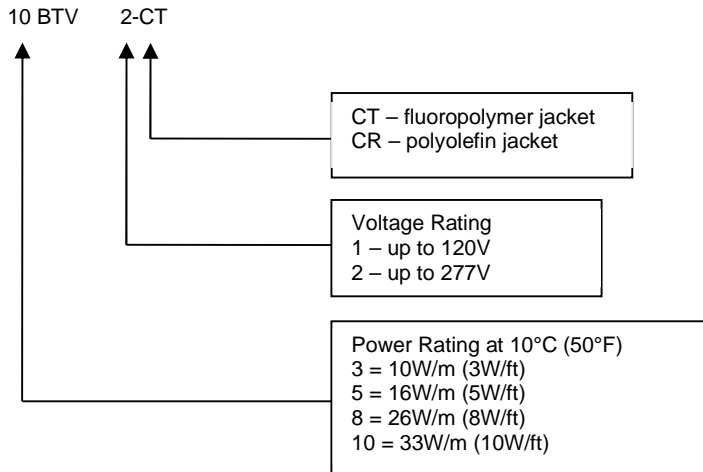 10 BTV 2-CT
CT – fluoropolymer jacket
CR – polyolefin jacket
Voltage Rating
1 – up to 120V
2 – up to 277V
Power Rating at 10°C (50°F)
3 = 10W/m (3W/ft)
5 = 16W/m (5W/ft)
8 = 26W/m (8W/ft)
10 = 33W/m (10W/ft)